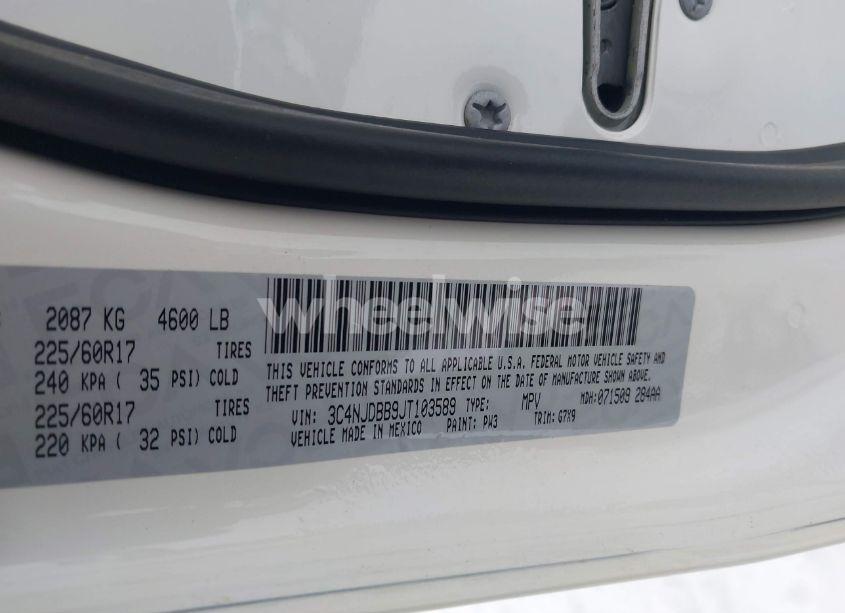 2087 KG 4600 LB
225/60R17 TIRES
240 KPA ( 35 PSI) COLD
225/60R17 TIRES
220 KPA ( 32 PSI) COLD
wheelwise
THIS VEHICLE CONFORMS TO ALL APPLICABLE U.S.A. FEDERAL MOTOR VEHICLE SAFETY AND
THEFT PREVENTION STANDARDS IN EFFECT ON THE DATE OF MANUFACTURE SHOWN ABOVE.
VIN: 3C4NJDBB9JT103589 TYPE: MPV MDH:071509 284AA
VEHICLE MADE IN MEXICO PAINT: PW3 TRIM: G7X9